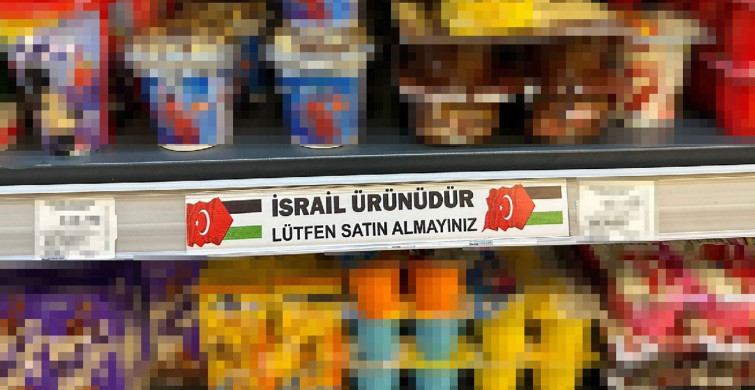 İSRAİL ÜRÜNÜDÜR
LÜTFEN SATIN ALMAYINIZ